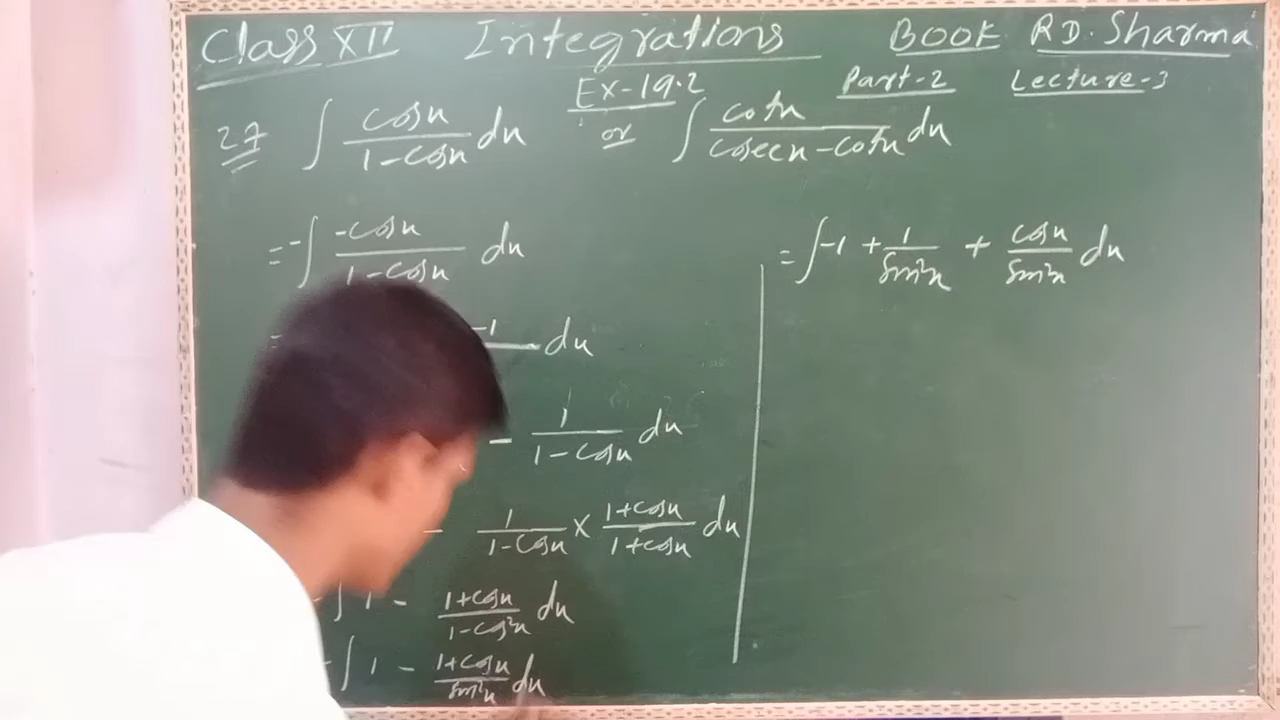 Class XII Integrations Book R.D. Sharma
Ex-19.2 Part-2 Lecture-3
27 ∫ cosx/(1-cosx) dx or ∫ cotx/(cosecx-cotx) dx
= -∫ -cosx/(1-cosx) dx
-1 dx
- 1/(1-cosx) dx
- 1/(1-cosx) × (1+cosx)/(1+cosx) dx
-∫ 1 - (1+cosx)/(1-cos²x) dx
-∫ 1 - (1+cosx)/sin²x dx
= ∫ -1 + 1/sin²x + cosx/sin²x dx